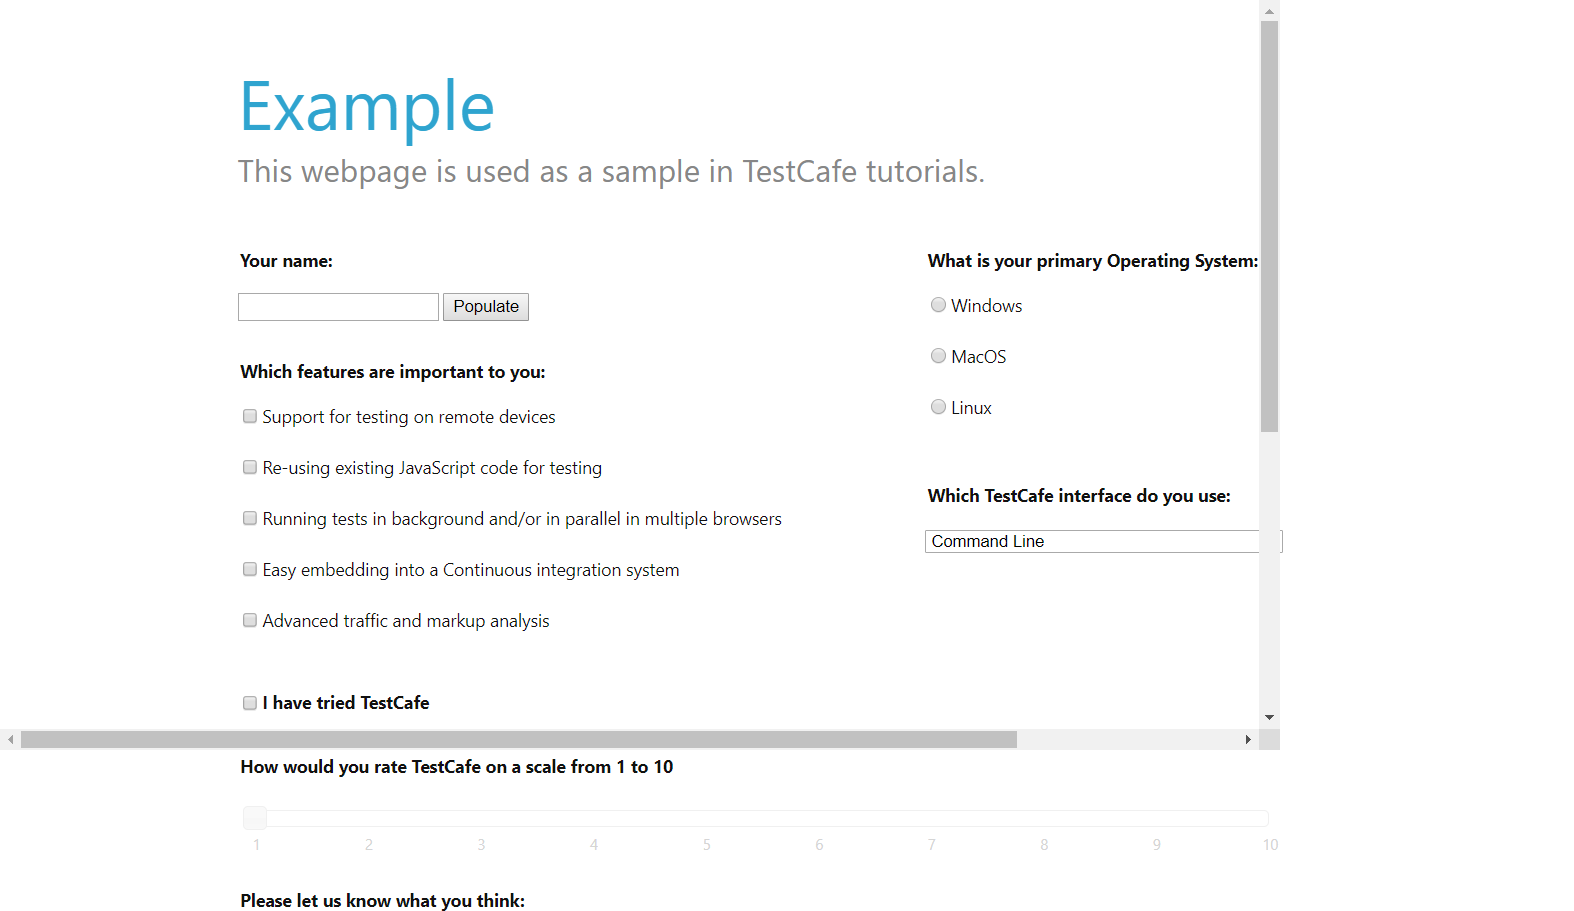 Example
This webpage is used as a sample in TestCafe tutorials.
Your name:
Populate
Which features are important to you:
Support for testing on remote devices
Re-using existing JavaScript code for testing
Running tests in background and/or in parallel in multiple browsers
Easy embedding into a Continuous integration system
Advanced traffic and markup analysis
I have tried TestCafe
What is your primary Operating System:
Windows
MacOS
Linux
Which TestCafe interface do you use:
Command Line
How would you rate TestCafe on a scale from 1 to 10
1 2 3 4 5 6 7 8 9 10
Please let us know what you think: